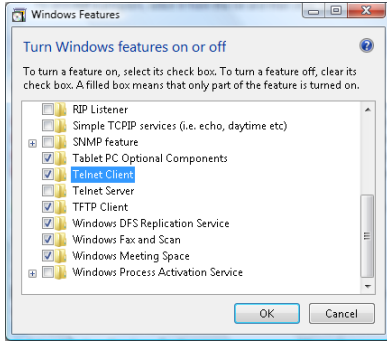 Windows Features
Turn Windows features on or off
To turn a feature on, select its check box. To turn a feature off, clear its
check box. A filled box means that only part of the feature is turned on.
RIP Listener
Simple TCPIP services (i.e. echo, daytime etc)
SNMP feature
Tablet PC Optional Components
Telnet Client
Telnet Server
TFTP Client
Windows DFS Replication Service
Windows Fax and Scan
Windows Meeting Space
Windows Process Activation Service
OK Cancel